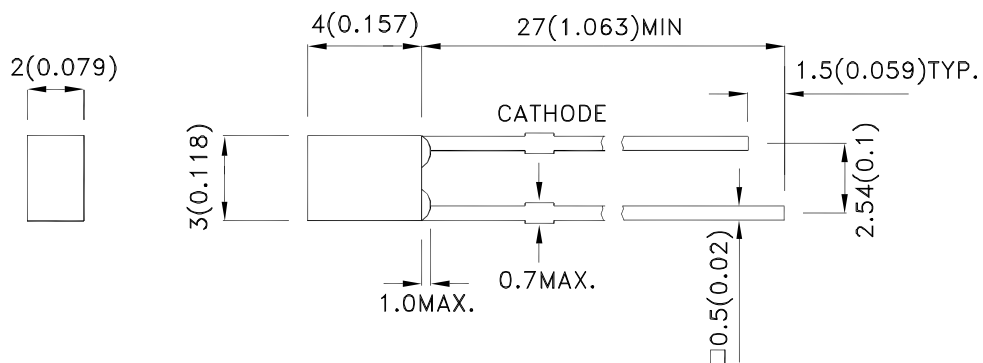 4(0.157)
27(1.063)MIN
2(0.079)
1.5(0.059)TYP.
CATHODE
3(0.118)
2.54(0.1)
0.7MAX.
1.0MAX.
□0.5(0.02)